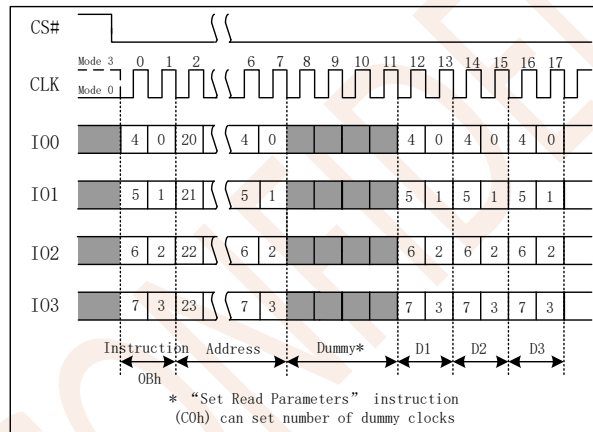 CS#
Mode 3 0 1 2 6 7 8 9 10 11 12 13 14 15 16 17
CLK
Mode 0
IO0 4 0 20 4 0 4 0 4 0 4 0
IO1 5 1 21 5 1 5 1 5 1 5 1
IO2 6 2 22 6 2 6 2 6 2 6 2
IO3 7 3 23 7 3 7 3 7 3 7 3
Instruction Address Dummy* D1 D2 D3
0Bh
* “Set Read Parameters” instruction
(C0h) can set number of dummy clocks